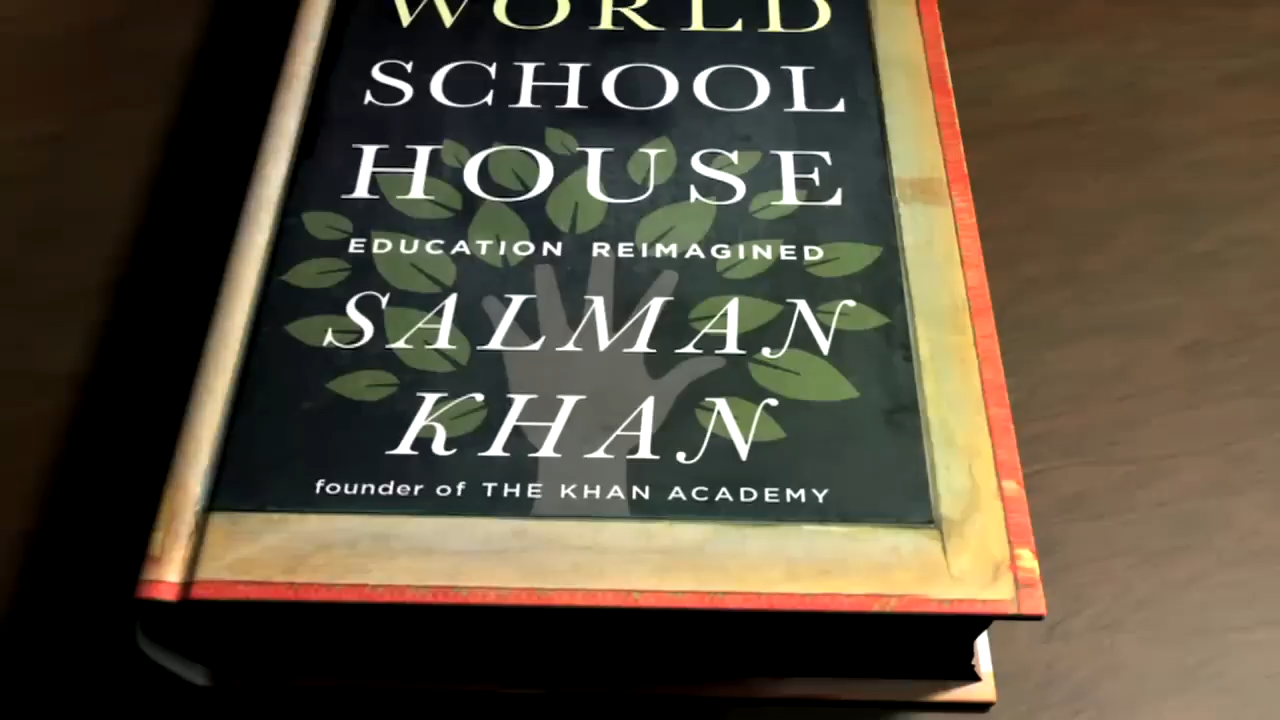 WORLD
SCHOOL
HOUSE
EDUCATION REIMAGINED
SALMAN
KHAN
founder of THE KHAN ACADEMY